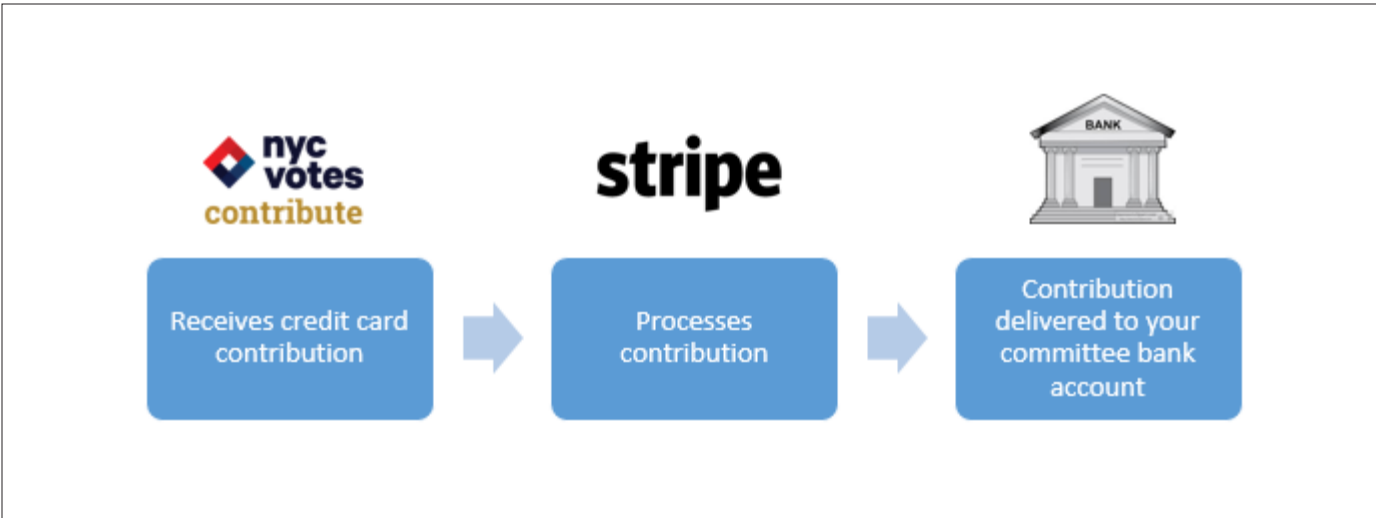 nyc
votes
contribute
stripe
BANK
Receives credit card
contribution
Processes
contribution
Contribution
delivered to your
committee bank
account